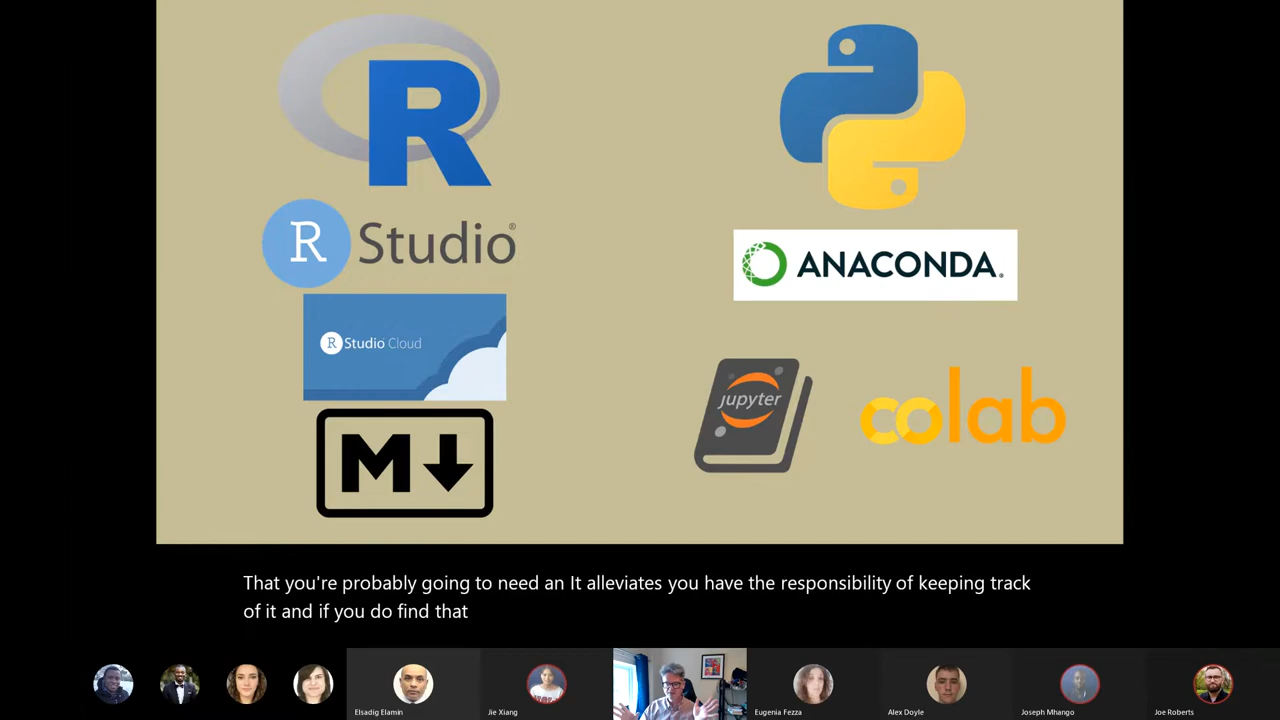 R
R Studio®
R Studio Cloud
M
ANACONDA®
jupyter
colab
That you're probably going to need an It alleviates you have the responsibility of keeping track
of it and if you do find that
Elsadig Elamin
Jie Xiang
Eugenia Fezza
Alex Doyle
Joseph Mhango
Joe Roberts